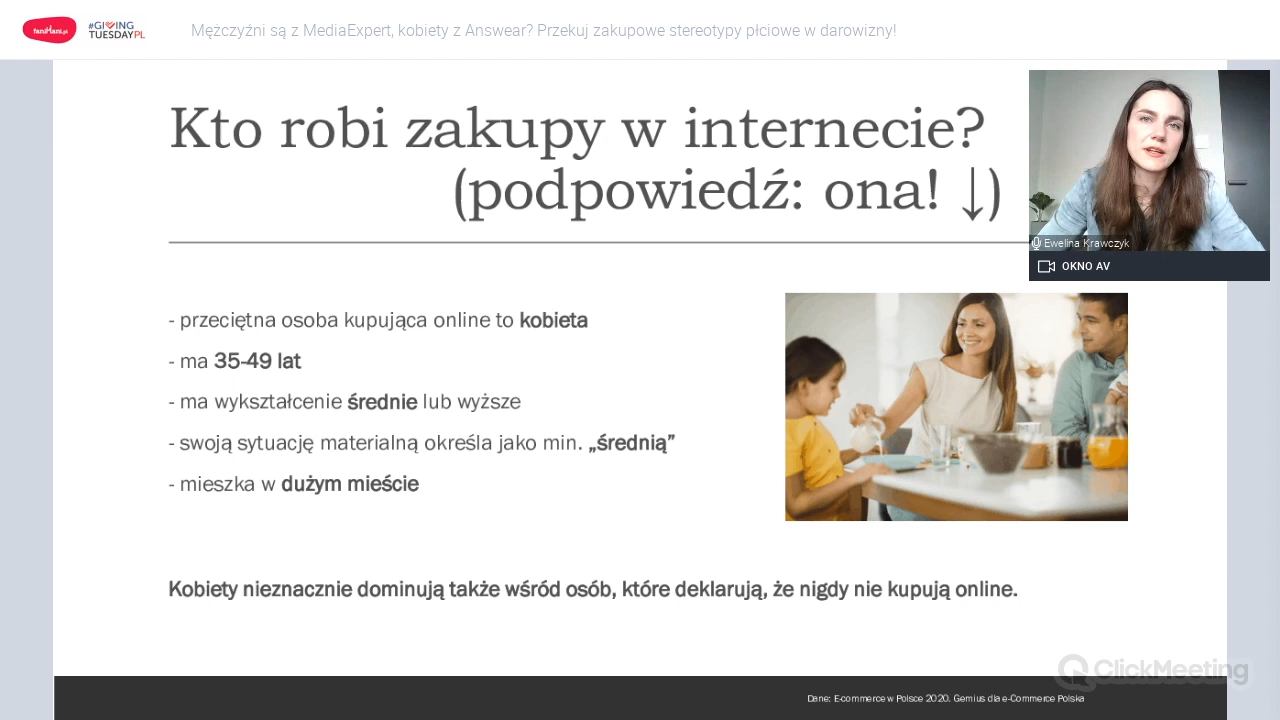 faniMani.pl
#GIVING
TUESDAYPL
Mężczyźni są z MediaExpert, kobiety z Answear? Przekuj zakupowe stereotypy płciowe w darowizny!
Kto robi zakupy w internecie?
(podpowiedź: ona! ↓)
Ewelina Krawczyk
OKNO AV
- przeciętna osoba kupująca online to kobieta
- ma 35-49 lat
- ma wykształcenie średnie lub wyższe
- swoją sytuację materialną określa jako min. „średnią”
- mieszka w dużym mieście
Kobiety nieznacznie dominują także wśród osób, które deklarują, że nigdy nie kupują online.
ClickMeeting
Dane: E-commerce w Polsce 2020. Gemius dla e-Commerce Polska